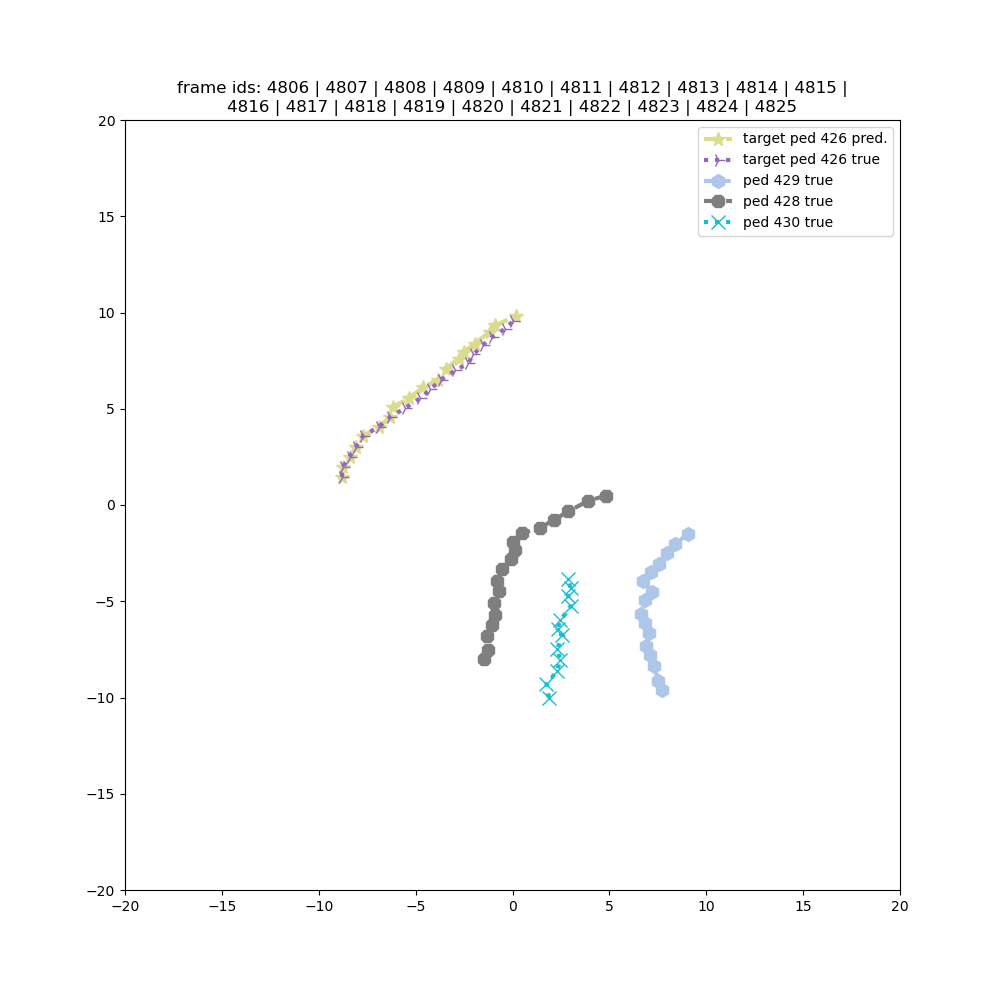 frame ids: 4806 | 4807 | 4808 | 4809 | 4810 | 4811 | 4812 | 4813 | 4814 | 4815 |
4816 | 4817 | 4818 | 4819 | 4820 | 4821 | 4822 | 4823 | 4824 | 4825
target ped 426 pred.
target ped 426 true
ped 429 true
ped 428 true
ped 430 true
20
15
10
5
0
−5
−10
−15
−20
−20 −15 −10 −5 0 5 10 15 20